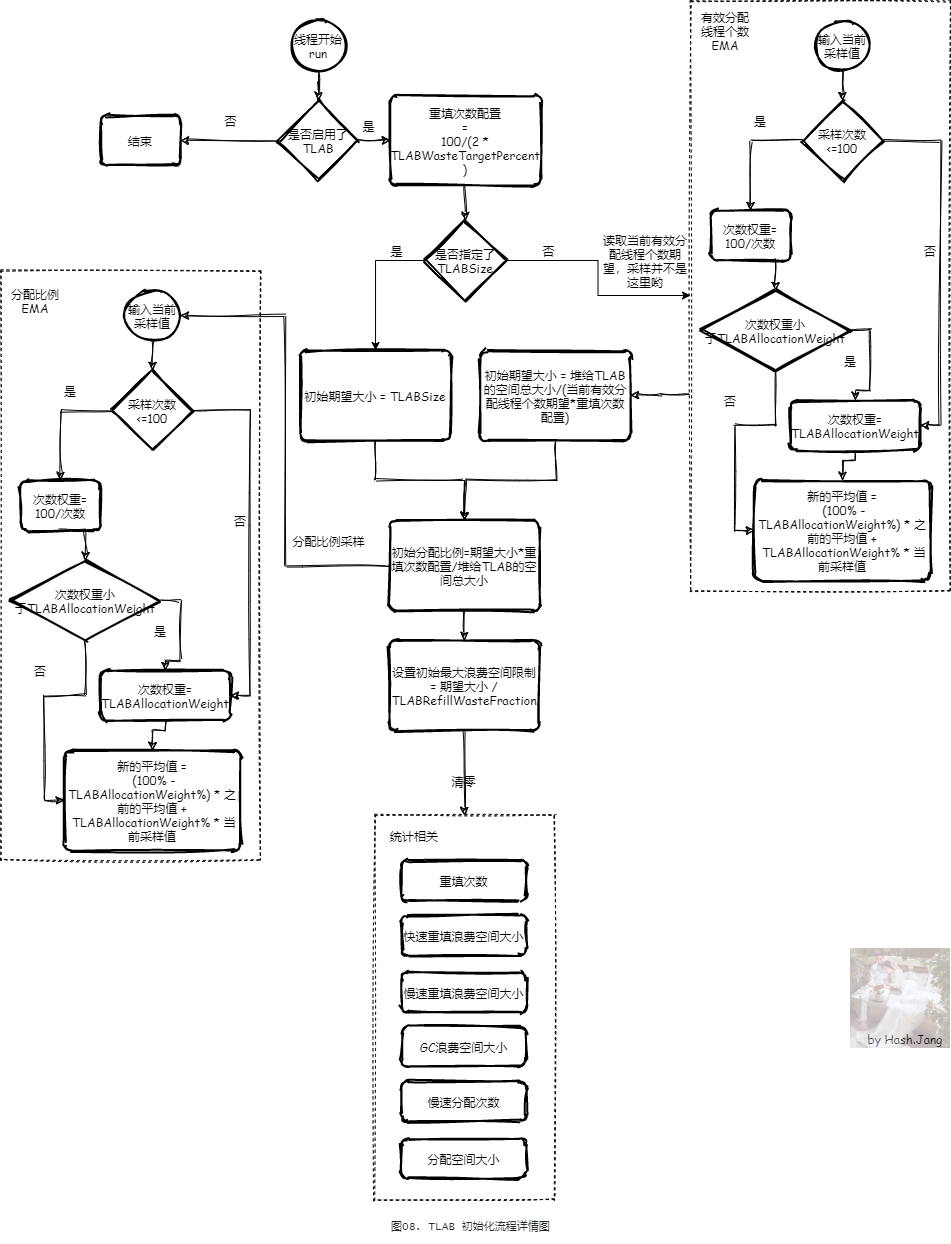 线程开始
run
是否启用了
TLAB
否
结束
是
重填次数配置
=
100/(2 *
TLABWasteTargetPercent
)
是否指定了
TLABSize
是
否
读取当前有效分
配线程个数期
望，采样并不是
这里哟
初始期望大小 = TLABSize
初始期望大小 = 堆给TLAB
的空间总大小/(当前有效分
配线程个数期望*重填次数
配置)
初始分配比例=期望大小*重
填次数配置/堆给TLAB的空
间总大小
分配比例采样
设置初始最大浪费空间限制
= 期望大小 /
TLABRefillWasteFraction
清零
统计相关
重填次数
快速重填浪费空间大小
慢速重填浪费空间大小
GC浪费空间大小
慢速分配次数
分配空间大小
有效分配
线程个数
EMA
输入当前
采样值
采样次数
<=100
是
否
次数权重=
100/次数
次数权重小
于TLABAllocationWeight
是
否
次数权重=
TLABAllocationWeight
新的平均值 =
(100% -
TLABAllocationWeight%) * 之
前的平均值 +
TLABAllocationWeight% * 当
前采样值
分配比例
EMA
输入当前
采样值
采样次数
<=100
是
否
次数权重=
100/次数
次数权重小
于TLABAllocationWeight
是
否
次数权重=
TLABAllocationWeight
新的平均值 =
(100% -
TLABAllocationWeight%) * 之
前的平均值 +
TLABAllocationWeight% * 当
前采样值
by Hash.Jang
图08. TLAB 初始化流程详情图